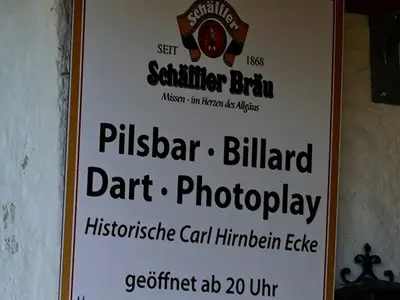 Schäffler
SEIT 1868
Schäffler Bräu
Missen - im Herzen des Allgäus
Pilsbar · Billard
Dart · Photoplay
Historische Carl Hirnbein Ecke
geöffnet ab 20 Uhr